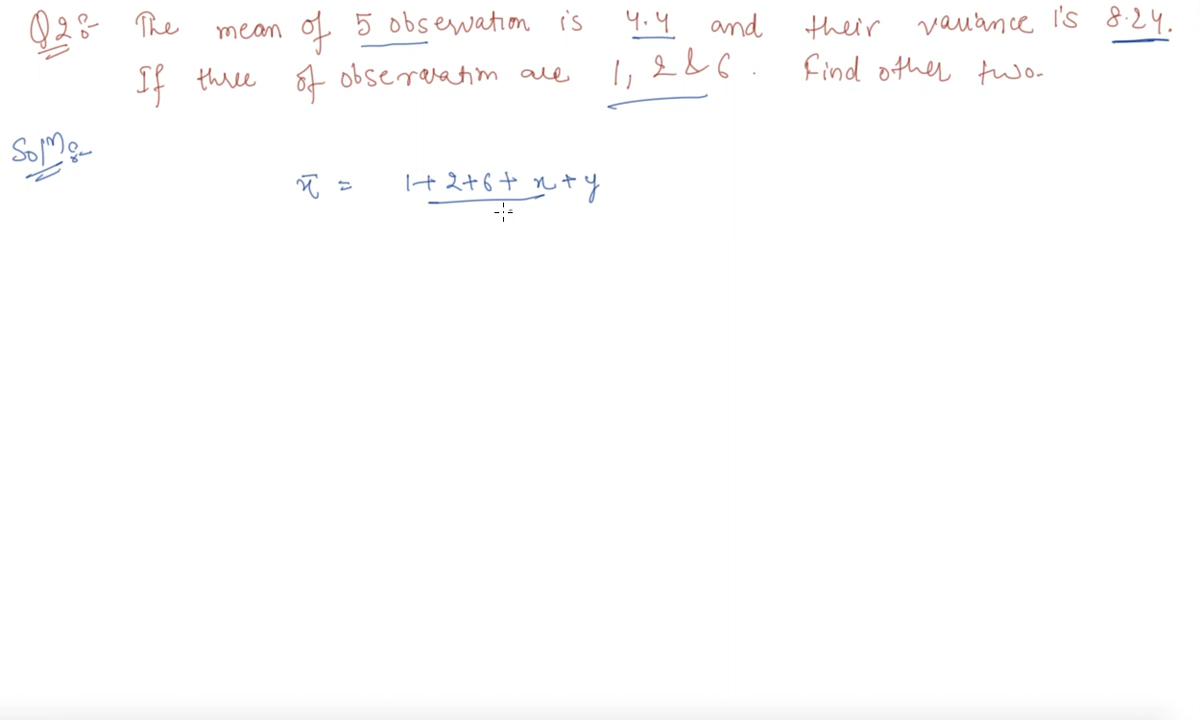 Q2:- The mean of 5 observation is 4.4 and their variance is 8.24.
If three of observation are 1, 2 & 6. Find other two.
Soln:-
x̄ = 1+2+6+x+y